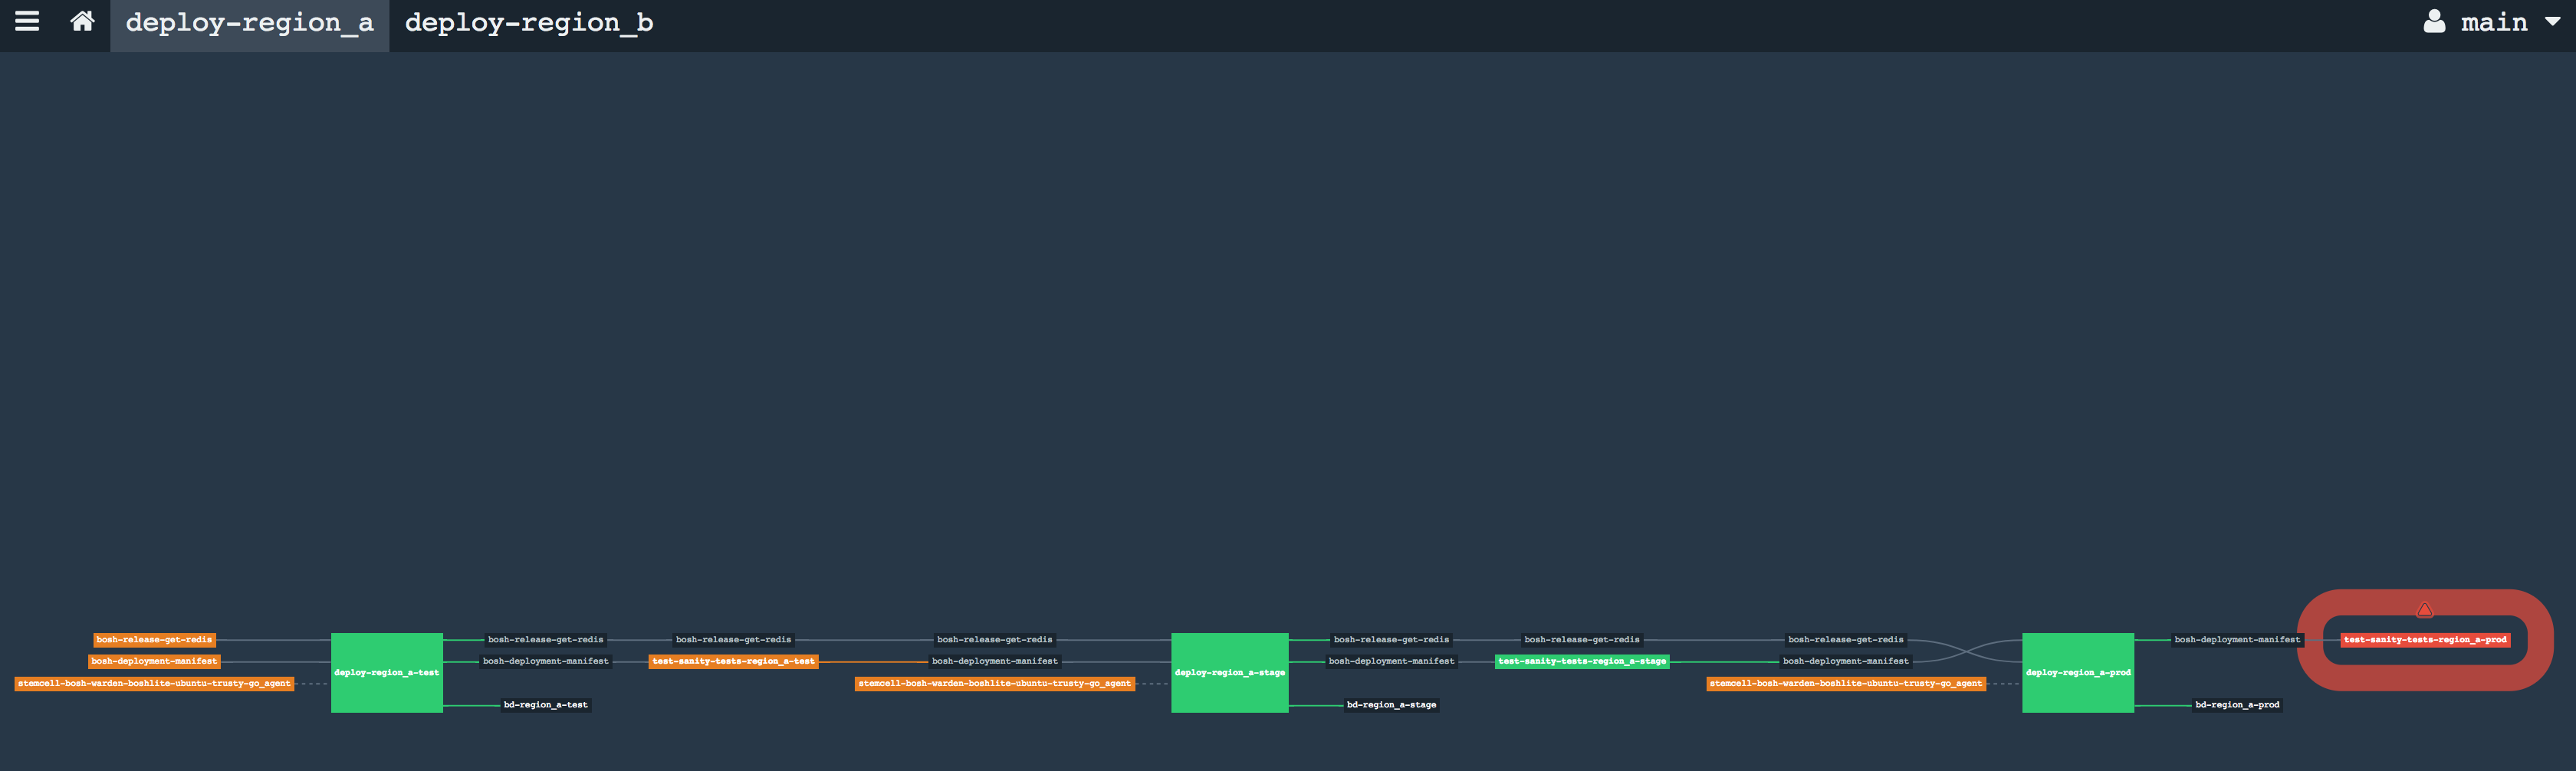 deploy-region_a deploy-region_b main
bosh-release-get-redis bosh-release-get-redis bosh-release-get-redis bosh-release-get-redis bosh-release-get-redis bosh-release-get-redis bosh-release-get-redis bosh-deployment-manifest test-sanity-tests-region_a-prod
bosh-deployment-manifest bosh-deployment-manifest test-sanity-tests-region_a-test bosh-deployment-manifest bosh-deployment-manifest test-sanity-tests-region_a-stage bosh-deployment-manifest
deploy-region_a-test deploy-region_a-stage deploy-region_a-prod
stemcell-bosh-warden-boshlite-ubuntu-trusty-go_agent stemcell-bosh-warden-boshlite-ubuntu-trusty-go_agent stemcell-bosh-warden-boshlite-ubuntu-trusty-go_agent
bd-region_a-test bd-region_a-stage bd-region_a-prod